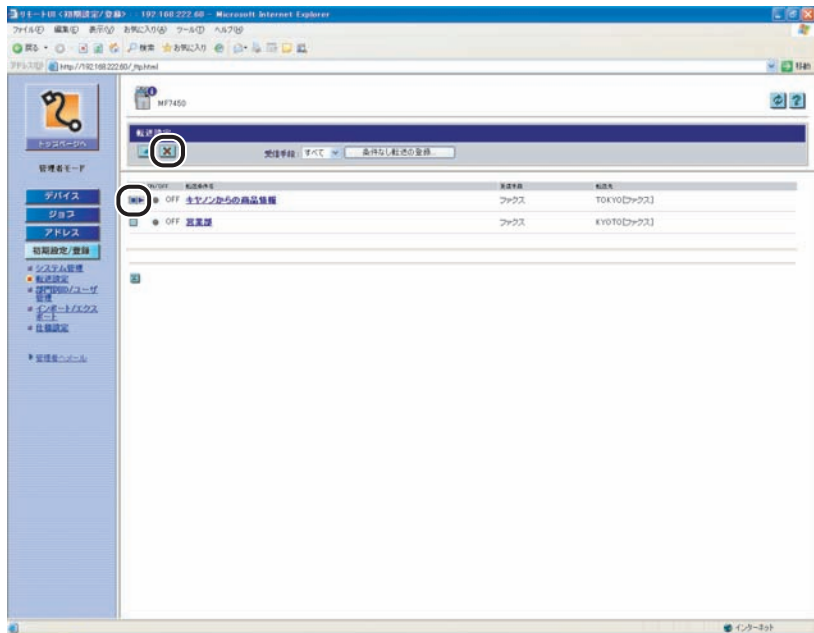 リモートUI <初期設定/登録> - 192.168.222.60 - Microsoft Internet Explorer
ファイル(F) 編集(E) 表示(V) お気に入り(A) ツール(T) ヘルプ(H)
戻る 検索 お気に入り
アドレス(D) 移動
MF7450
トップページへ
転送設定
受信手段: すべて 条件なし転送の登録...
管理者モード
ON/OFF 転送条件名 受信手段 転送先
デバイス
OFF キヤノンからの商品情報 ファクス TOKYO[ファクス]
ジョブ
OFF 営業部 ファクス KYOTO[ファクス]
アドレス
初期設定/登録
システム管理
転送設定
部門別ID/ユーザ
管理
インポート/エクス
ポート
仕様設定
管理者へメール
インターネット